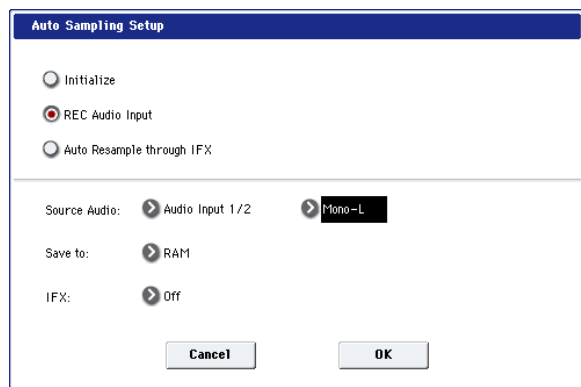 Auto Sampling Setup
Initialize
REC Audio Input
Auto Resample through IFX
Source Audio: Audio Input 1/2 Mono-L
Save to: RAM
IFX: Off
Cancel OK